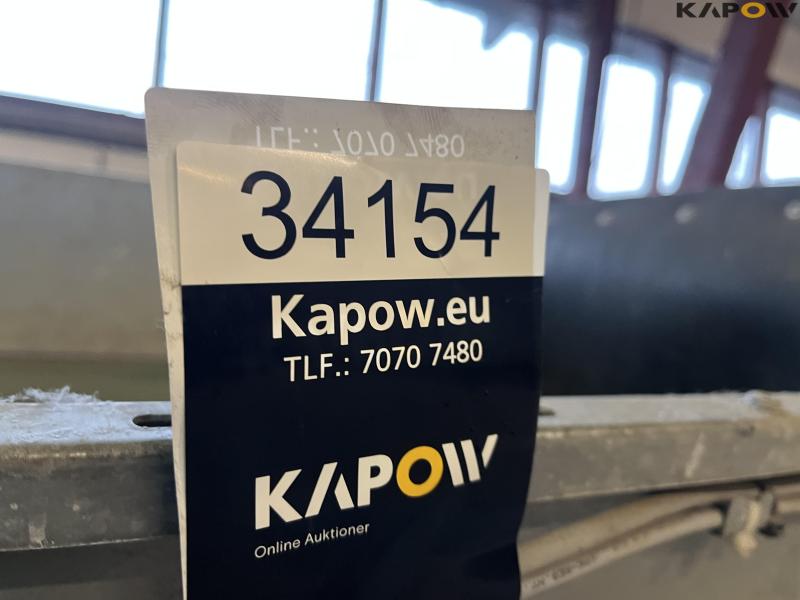 KAPOW
TLF.: 7070 7480
34154
Kapow.eu
TLF.: 7070 7480
KAPOW
Online Auktioner